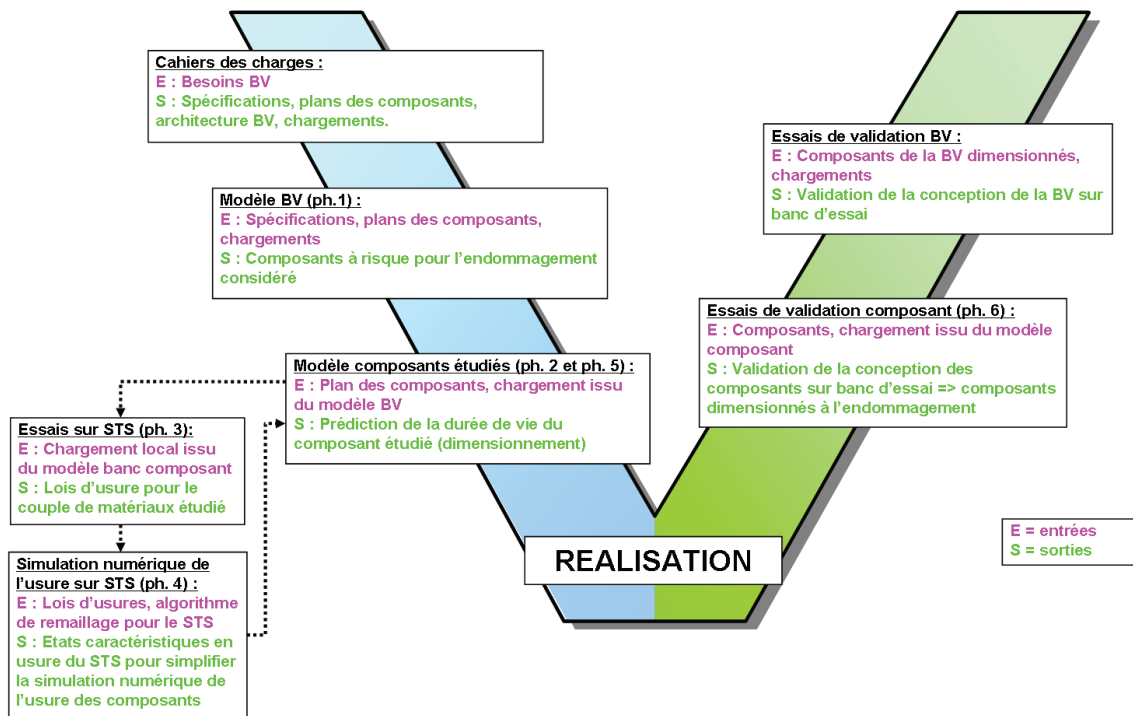 Cahiers des charges :
E : Besoins BV
S : Spécifications, plans des composants,
architecture BV, chargements.
Modèle BV (ph.1) :
E : Spécifications, plans des composants,
chargements
S : Composants à risque pour l'endommagement
considéré
Modèle composants étudiés (ph. 2 et ph. 5) :
E : Plan des composants, chargement issu
du modèle BV
S : Prédiction de la durée de vie du
composant étudié (dimensionnement)
Essais sur STS (ph. 3):
E : Chargement local issu
du modèle banc composant
S : Lois d'usure pour le
couple de matériaux étudié
Simulation numérique de
l'usure sur STS (ph. 4) :
E : Lois d'usures, algorithme
de remaillage pour le STS
S : Etats caractéristiques en
usure du STS pour simplifier
la simulation numérique de
l'usure des composants
REALISATION
Essais de validation BV :
E : Composants de la BV dimensionnés,
chargements
S : Validation de la conception de la BV sur
banc d'essai
Essais de validation composant (ph. 6) :
E : Composants, chargement issu du modèle
composant
S : Validation de la conception des
composants sur banc d'essai => composants
dimensionnés à l'endommagement
E = entrées
S = sorties